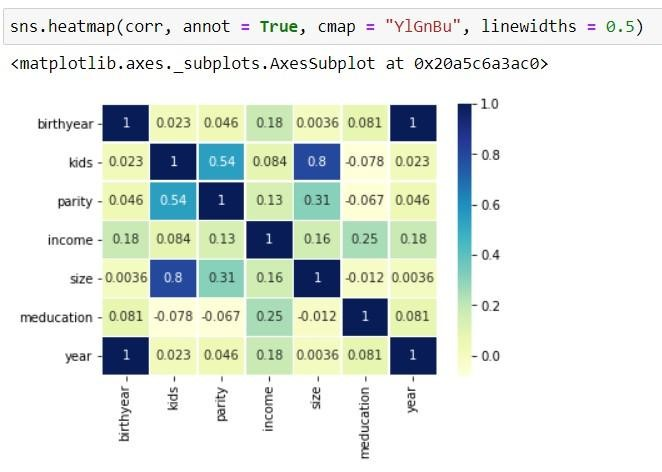 sns.heatmap(corr, annot = True, cmap = "YlGnBu", linewidths = 0.5)
<matplotlib.axes._subplots.AxesSubplot at 0x20a5c6a3ac0>
birthyear 1 0.023 0.046 0.18 0.0036 0.081 1
kids 0.023 1 0.54 0.084 0.8 -0.078 0.023
parity 0.046 0.54 1 0.13 0.31 -0.067 0.046
income 0.18 0.084 0.13 1 0.16 0.25 0.18
size 0.0036 0.8 0.31 0.16 1 -0.012 0.0036
meducation 0.081 -0.078 -0.067 0.25 -0.012 1 0.081
year 1 0.023 0.046 0.18 0.0036 0.081 1
birthyear kids parity income size meducation year
1.0
0.8
0.6
0.4
0.2
0.0